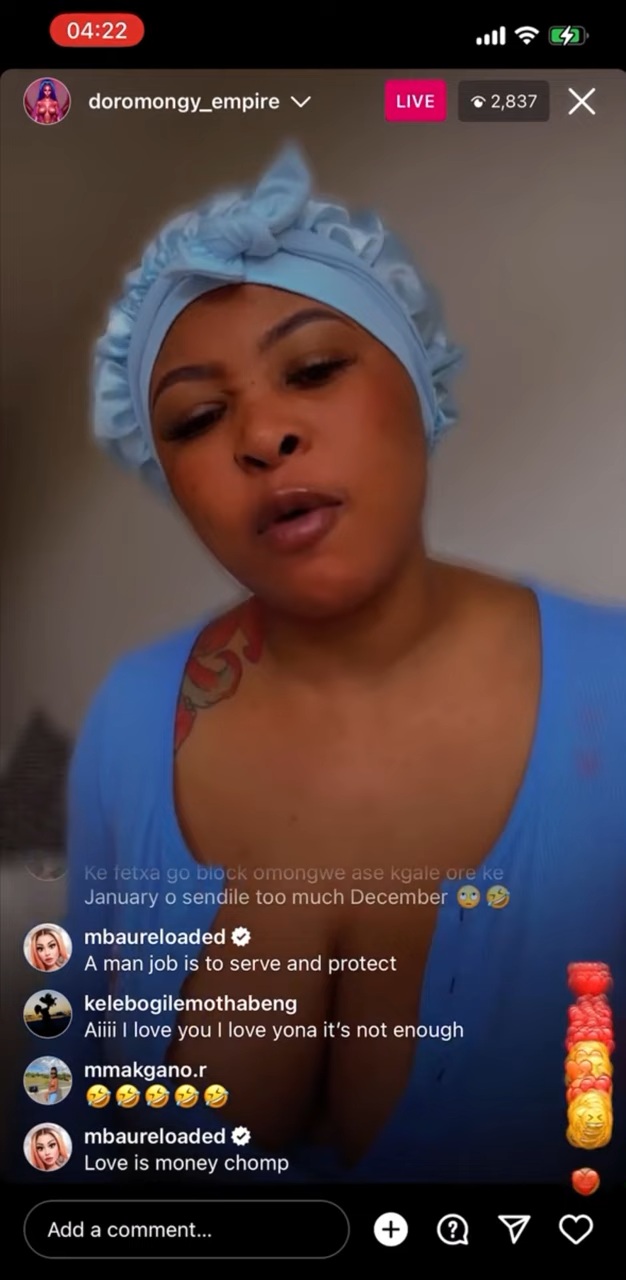 04:22
doromongy_empire
LIVE
2,837
Ke fetxa go block omongwe ase kgale ore ke
January o sendile too much December 🙄🤣
mbaureloaded
A man job is to serve and protect
kelebogilemothabeng
Aiiii I love you I love yona it’s not enough
mmakgano.r
🤣🤣🤣🤣🤣
mbaureloaded
Love is money chomp
Add a comment...